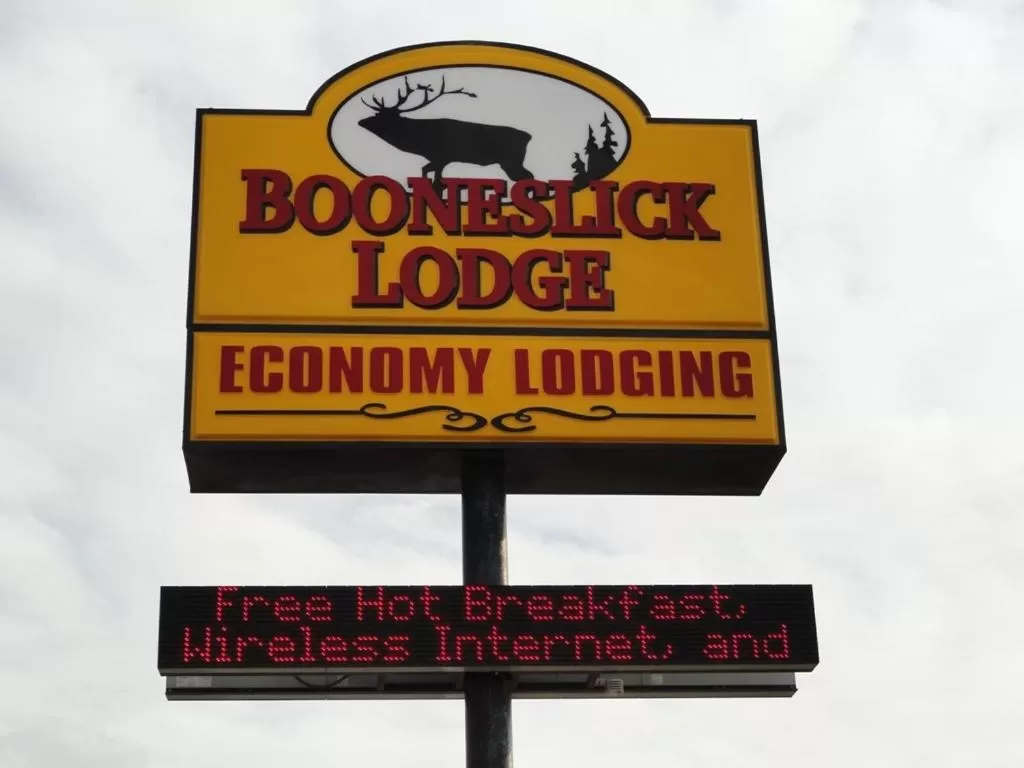 BOONESLICK
LODGE
ECONOMY LODGING
Free Hot Breakfast,
Wireless Internet, and